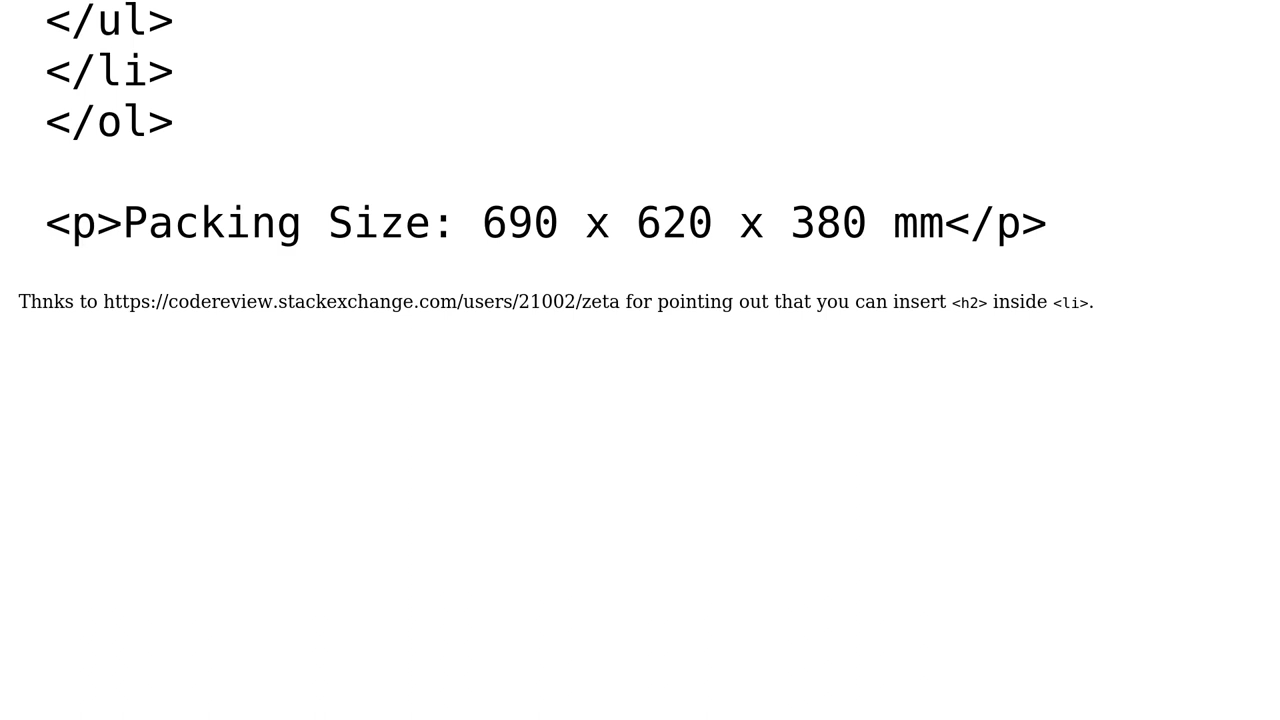 </ul>
</li>
</ol>
<p>Packing Size: 690 x 620 x 380 mm</p>
Thnks to https://codereview.stackexchange.com/users/21002/zeta for pointing out that you can insert <h2> inside <li>.